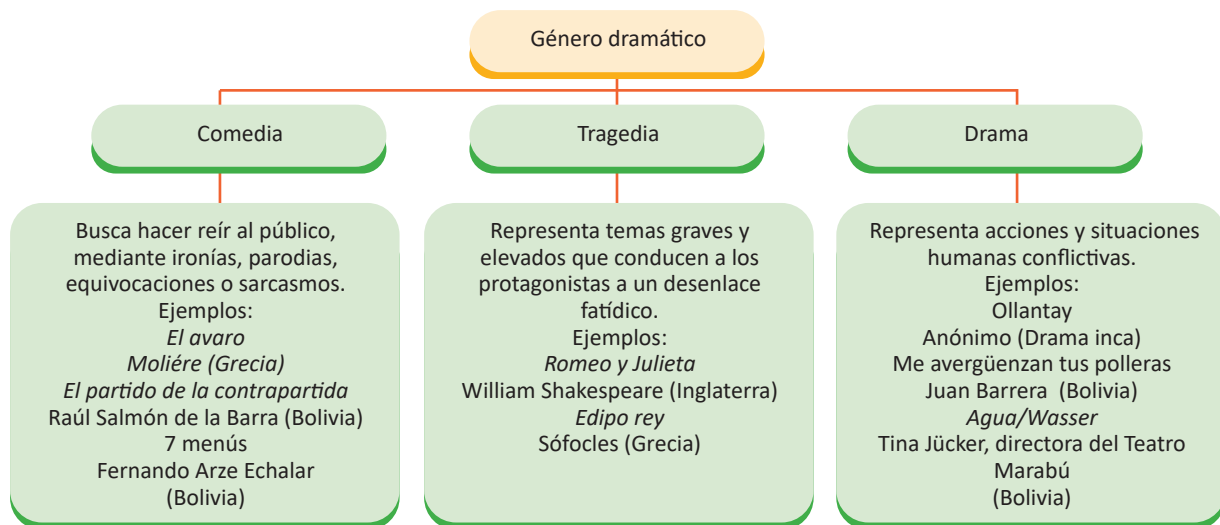 Género dramático
Comedia
Busca hacer reír al público,
mediante ironías, parodias,
equivocaciones o sarcasmos.
Ejemplos:
El avaro
Moliére (Grecia)
El partido de la contrapartida
Raúl Salmón de la Barra (Bolivia)
7 menús
Fernando Arze Echalar
(Bolivia)
Tragedia
Representa temas graves y
elevados que conducen a los
protagonistas a un desenlace
fatídico.
Ejemplos:
Romeo y Julieta
William Shakespeare (Inglaterra)
Edipo rey
Sófocles (Grecia)
Drama
Representa acciones y situaciones
humanas conflictivas.
Ejemplos:
Ollantay
Anónimo (Drama inca)
Me avergüenzan tus polleras
Juan Barrera (Bolivia)
Agua/Wasser
Tina Jücker, directora del Teatro
Marabú
(Bolivia)